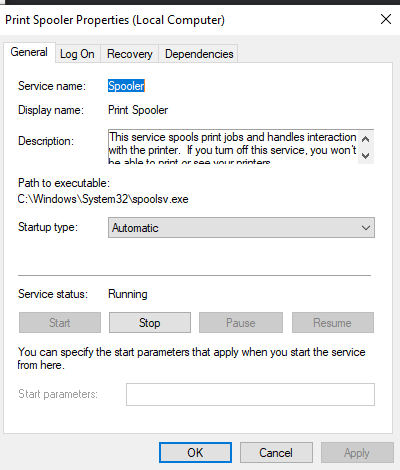 Print Spooler Properties (Local Computer)
General Log On Recovery Dependencies
Service name: Spooler
Display name: Print Spooler
Description: This service spools print jobs and handles interaction
with the printer. If you turn off this service, you won't
be able to print or see your printers.
Path to executable:
C:\Windows\System32\spoolsv.exe
Startup type: Automatic
Service status: Running
Start Stop Pause Resume
You can specify the start parameters that apply when you start the service
from here.
Start parameters:
OK Cancel Apply